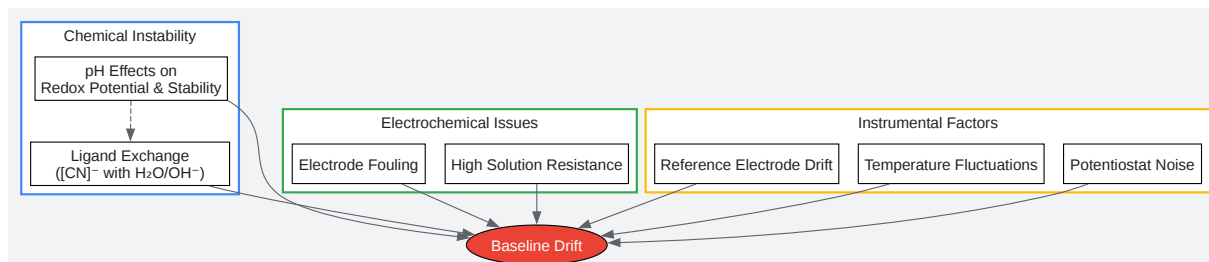 Chemical Instability
pH Effects on
Redox Potential & Stability
Ligand Exchange
([CN]⁻ with H₂O/OH⁻)
Electrochemical Issues
Electrode Fouling
High Solution Resistance
Instrumental Factors
Reference Electrode Drift
Temperature Fluctuations
Potentiostat Noise
Baseline Drift